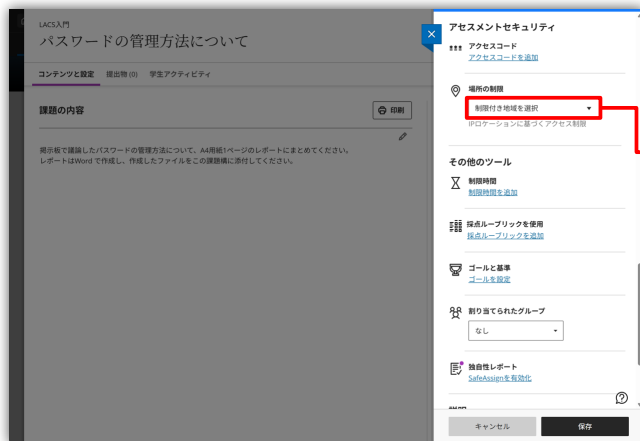 LACS入門
パスワードの管理方法について
コンテンツと設定 提出物 (0) 学生アクティビティ
課題の内容
印刷
掲示板で議論したパスワードの管理方法について、A4用紙1ページのレポートにまとめてください。
レポートはWord で作成し、作成したファイルをこの課題欄に添付してください。
アセスメントセキュリティ
アクセスコード
アクセスコードを追加
場所の制限
制限付き地域を選択
IPロケーションに基づくアクセス制限
その他のツール
制限時間
制限時間を追加
採点ルーブリックを使用
採点ルーブリックを追加
ゴールと基準
ゴールを設定
割り当てられたグループ
なし
独自性レポート
SafeAssignを有効化
キャンセル
保存